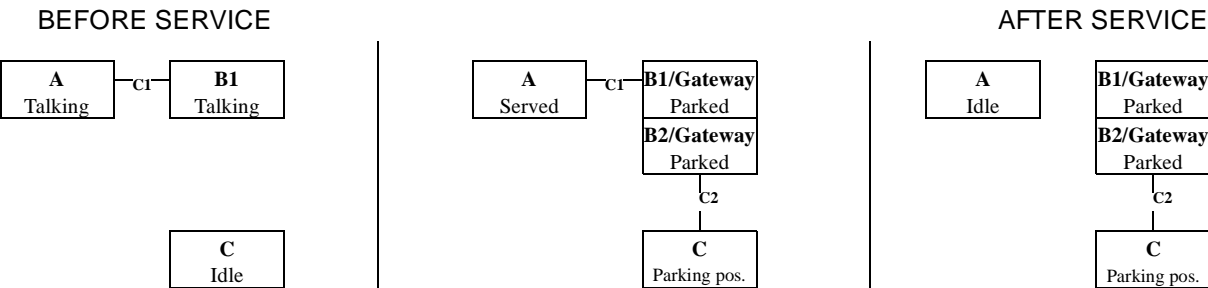 BEFORE SERVICE
AFTER SERVICE
A
Talking
C1
B1
Talking
C
Idle
A
Served
C1
B1/Gateway
Parked
B2/Gateway
Parked
C2
C
Parking pos.
A
Idle
B1/Gateway
Parked
B2/Gateway
Parked
C2
C
Parking pos.